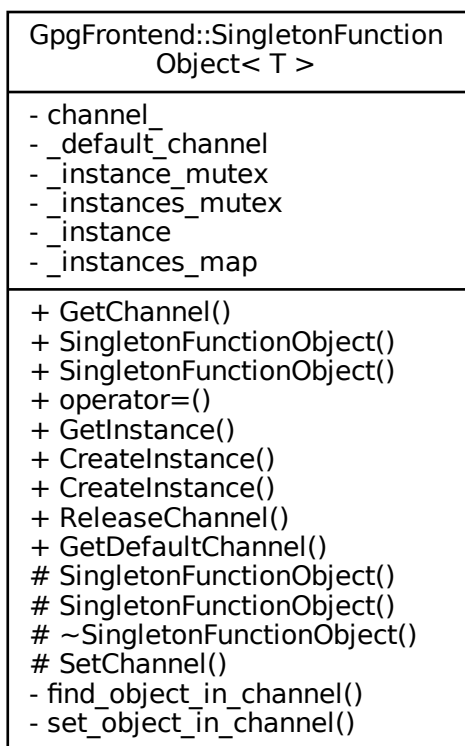 GpgFrontend::SingletonFunction
Object< T >
- channel_
- _default_channel
- _instance_mutex
- _instances_mutex
- _instance
- _instances_map
+ GetChannel()
+ SingletonFunctionObject()
+ SingletonFunctionObject()
+ operator=()
+ GetInstance()
+ CreateInstance()
+ CreateInstance()
+ ReleaseChannel()
+ GetDefaultChannel()
# SingletonFunctionObject()
# SingletonFunctionObject()
# ~SingletonFunctionObject()
# SetChannel()
- find_object_in_channel()
- set_object_in_channel()